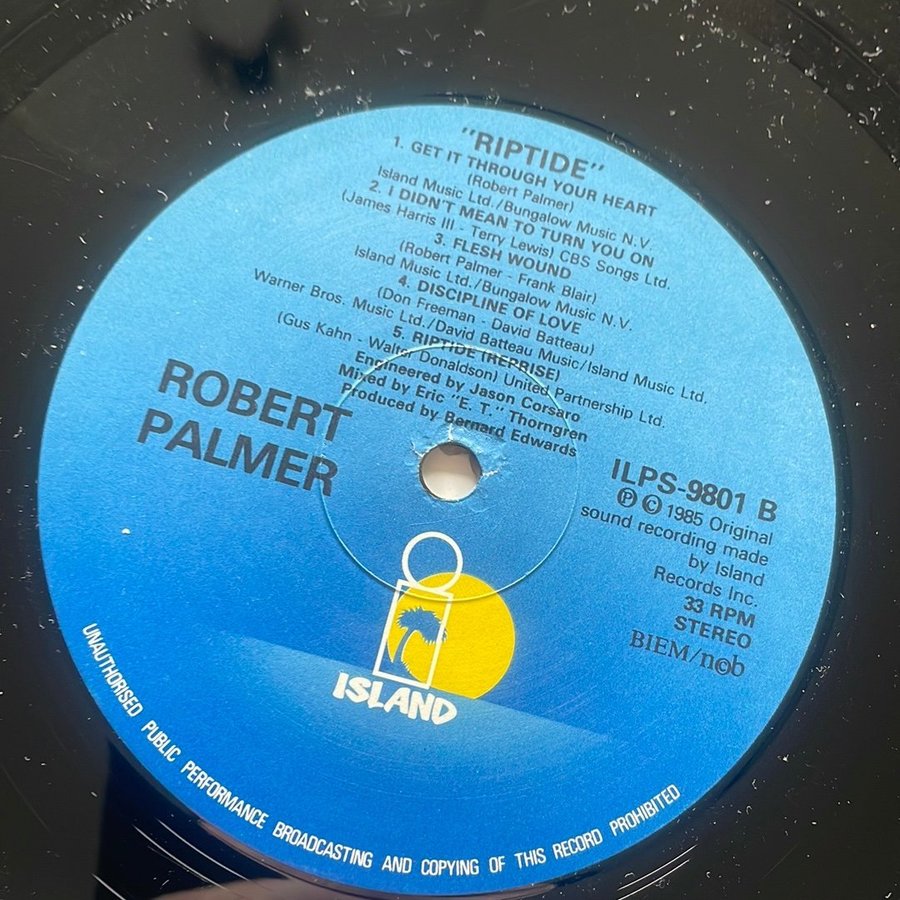 "RIPTIDE"
1. GET IT THROUGH YOUR HEART
(Robert Palmer)
Island Music Ltd./Bungalow Music N.V.
2. I DIDN'T MEAN TO TURN YOU ON
(James Harris III - Terry Lewis) CBS Songs Ltd.
3. FLESH WOUND
(Robert Palmer - Frank Blair)
Island Music Ltd./Bungalow Music N.V.
4. DISCIPLINE OF LOVE
(Don Freeman - David Batteau)
Warner Bros. Music Ltd./David Batteau Music/Island Music Ltd.
5. RIPTIDE (REPRISE)
(Gus Kahn - Walter Donaldson) United Partnership Ltd.
Engineered by Jason Corsaro
Mixed by Eric "E. T." Thorngren
Produced by Bernard Edwards
ROBERT
PALMER
ILPS-9801 B
℗ © 1985 Original
sound recording made
by Island
Records Inc.
33 RPM
STEREO
BIEM/ncb
ISLAND
UNAUTHORISED PUBLIC PERFORMANCE BROADCASTING AND COPYING OF THIS RECORD PROHIBITED